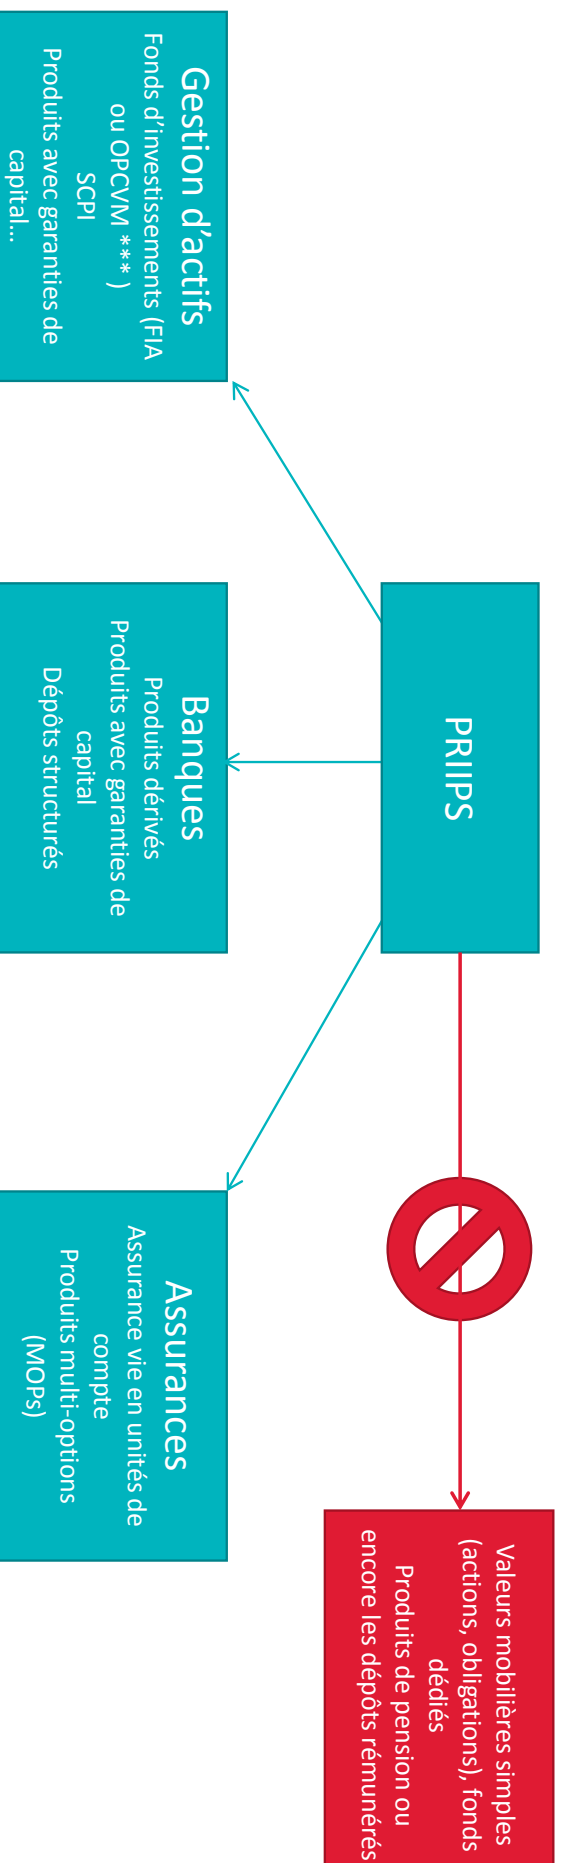 PRIIPS
Valeurs mobilières simples
(actions, obligations), fonds
dédiés
Produits de pension ou
encore les dépôts rémunérés
Gestion d'actifs
Fonds d'investissements (FIA
ou OPCVM *** )
SCPI
Produits avec garanties de
capital...
Banques
Produits dérivés
Produits avec garanties de
capital
Dépôts structurés
Assurances
Assurance vie en unités de
compte
Produits multi-options
(MOPs)